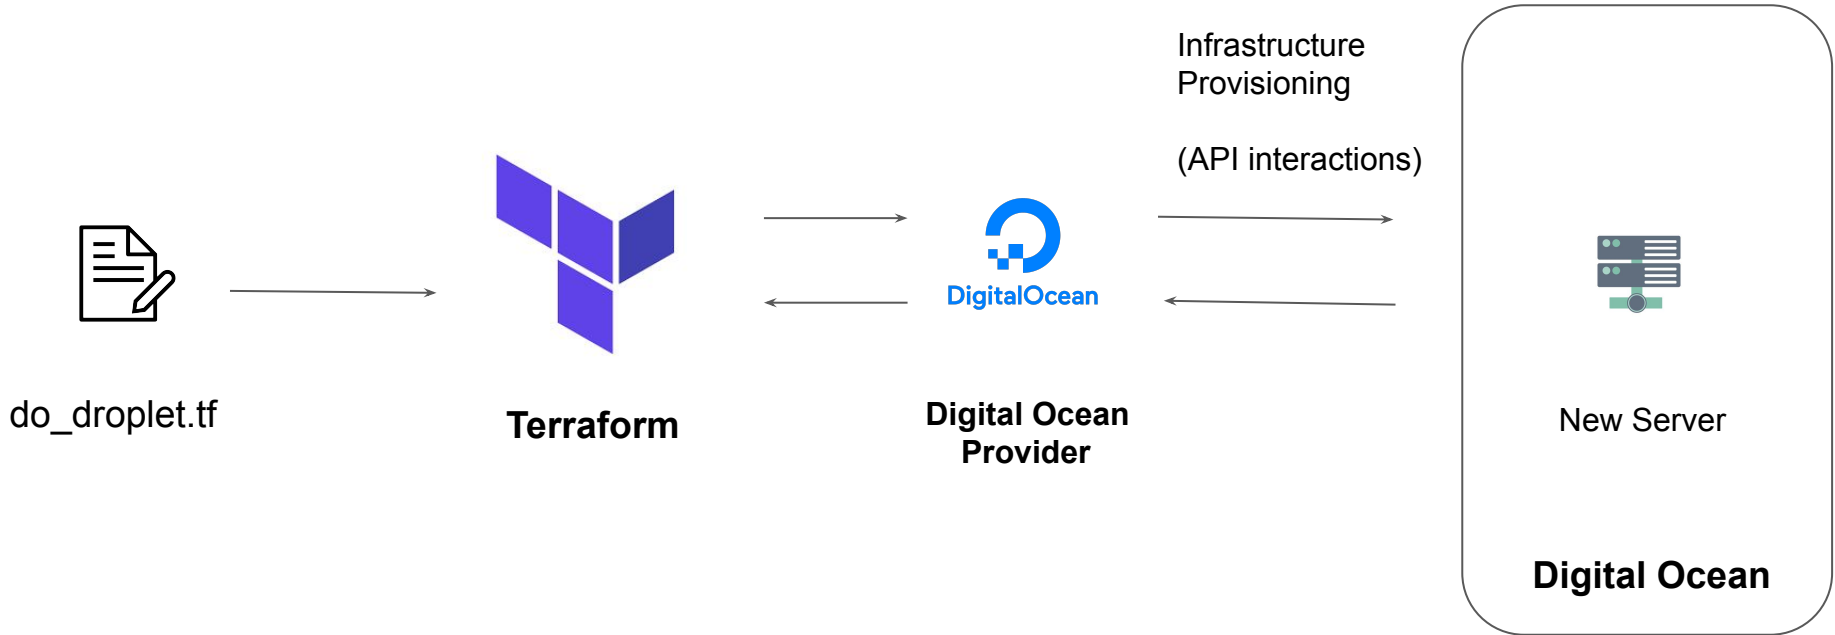 Infrastructure
Provisioning
(API interactions)
DigitalOcean
do_droplet.tf
Terraform
Digital Ocean
Provider
New Server
Digital Ocean